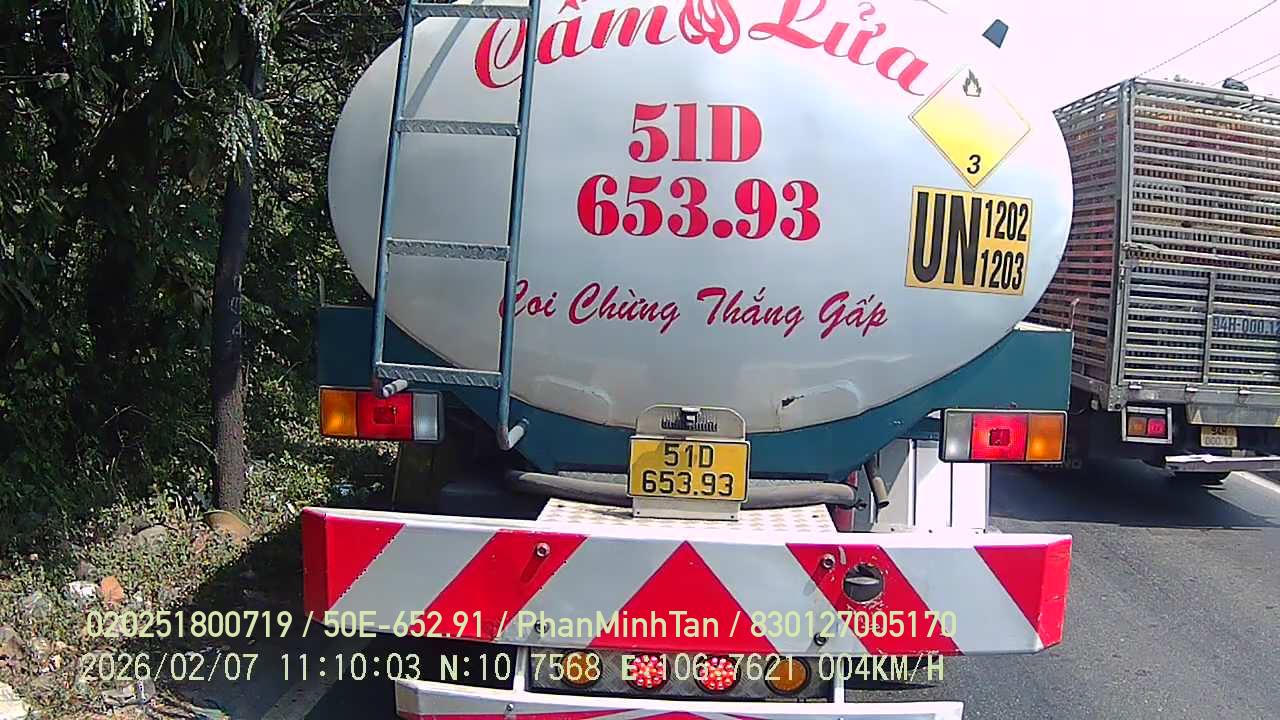 Cấm Lửa
51D
653.93
3
UN 1202
1203
Coi Chừng Thắng Gấp
51D
653.93
020251800719 / 50E-652.91 / PhanMinhTan / 830127005170
2026/02/07 11:10:03 N:10.7568 E:106.7621 004KM/H